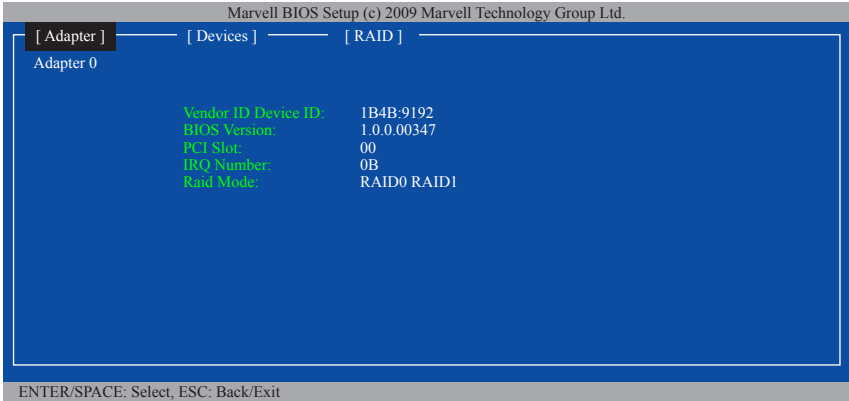 Marvell BIOS Setup (c) 2009 Marvell Technology Group Ltd.
[ Adapter ] [ Devices ] [ RAID ]
Adapter 0
Vendor ID Device ID: 1B4B:9192
BIOS Version: 1.0.0.00347
PCI Slot: 00
IRQ Number: 0B
Raid Mode: RAID0 RAID1
ENTER/SPACE: Select, ESC: Back/Exit